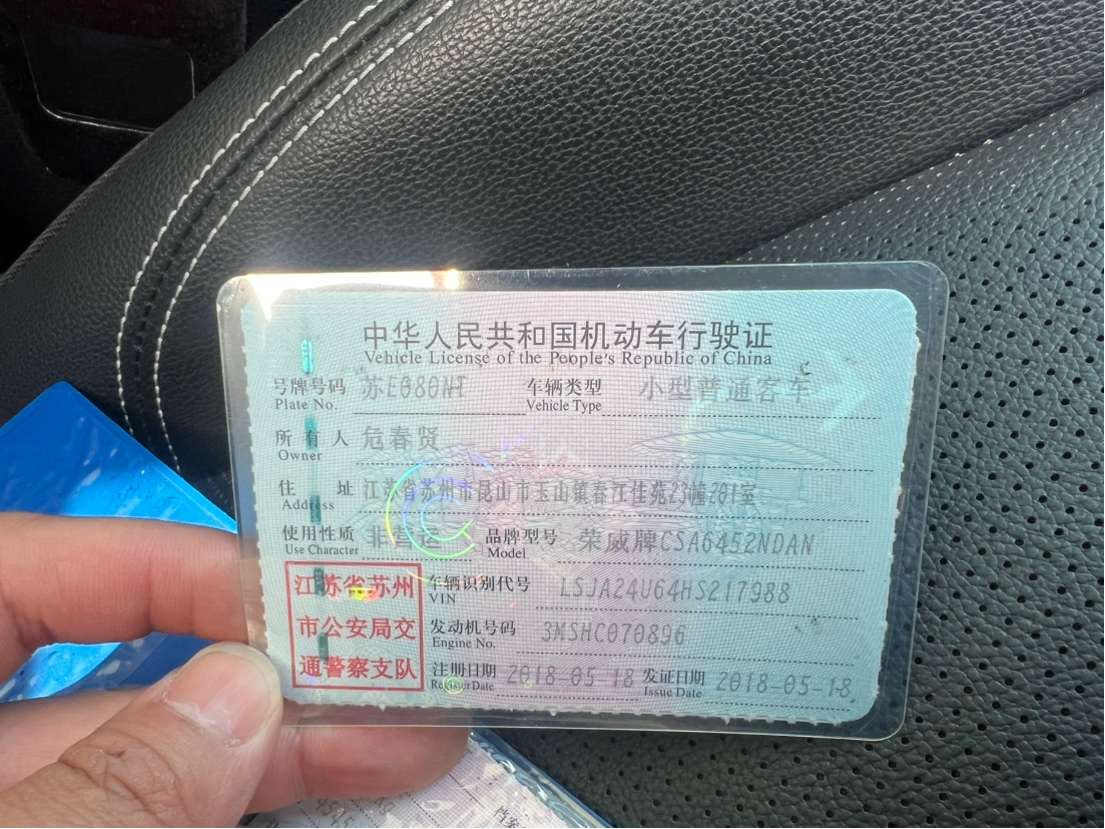 中华人民共和国机动车行驶证
Vehicle License of the People's Republic of China
号牌号码 苏E080NT 车辆类型 小型普通客车
Plate No. Vehicle Type
所有人 危春贤
Owner
住址 江苏省苏州市昆山市玉山镇春江佳苑23幢201室
Address
使用性质 非营运 品牌型号 荣威牌CSA6452NDAN
Use Character Model
江苏省苏州 车辆识别代号 LSJA24U64HS217988
VIN
市公安局交 发动机号码 3MSHC070896
Engine No.
通警察支队 注册日期 2018-05-18 发证日期 2018-05-18
Register Date Issue Date
档案